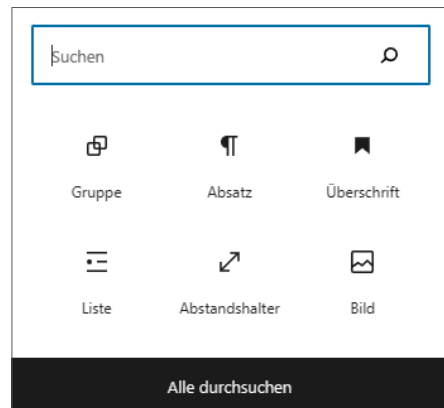 Suchen
Gruppe Absatz Überschrift
Liste Abstandshalter Bild
Alle durchsuchen